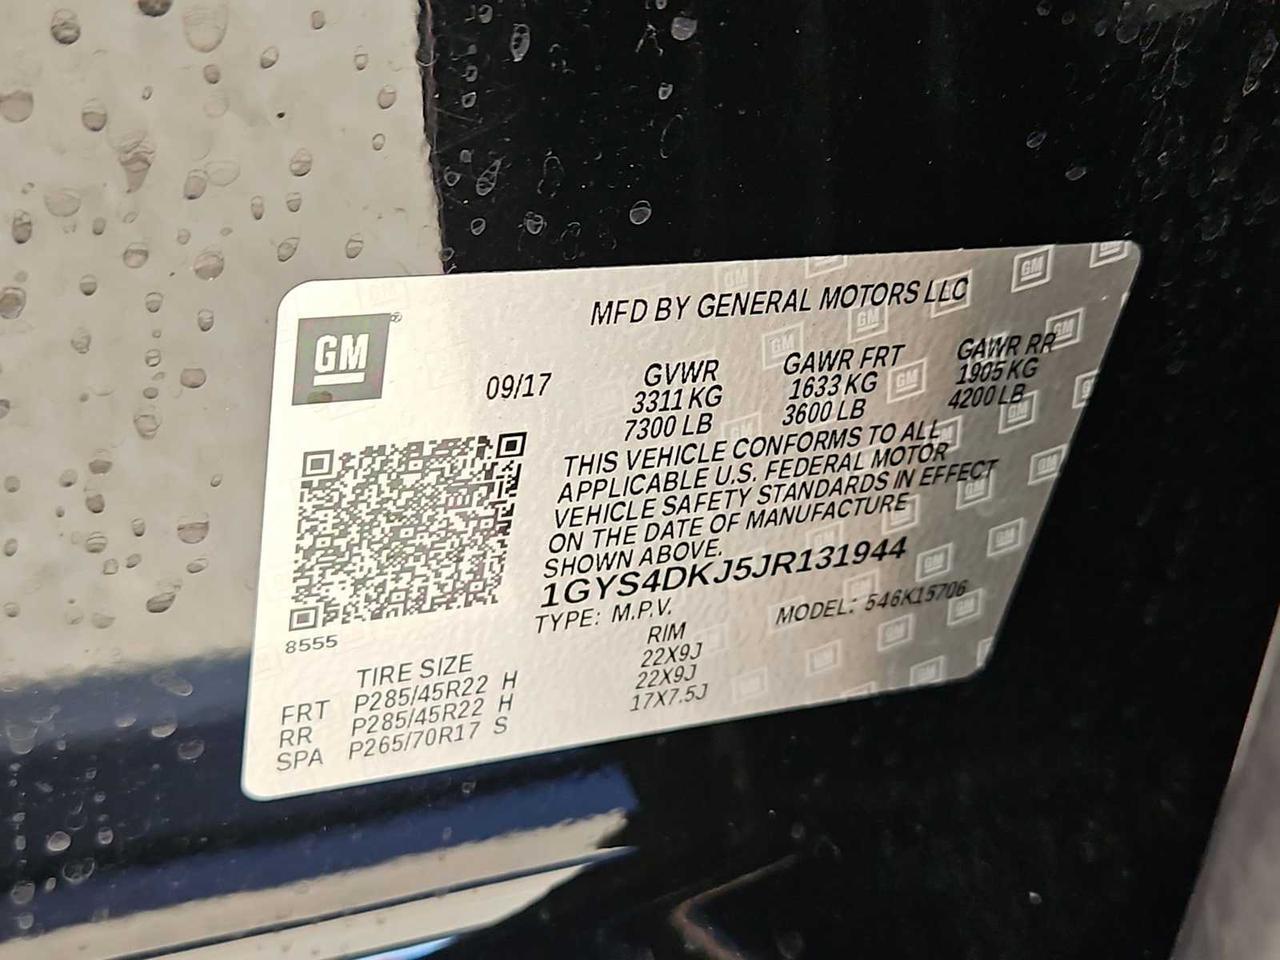 MFD BY GENERAL MOTORS LLC
GM
09/17
GVWR GAWR FRT GAWR RR
3311 KG 1633 KG 1905 KG
7300 LB 3600 LB 4200 LB
THIS VEHICLE CONFORMS TO ALL
APPLICABLE U.S. FEDERAL MOTOR
VEHICLE SAFETY STANDARDS IN EFFECT
ON THE DATE OF MANUFACTURE
SHOWN ABOVE.
1GYS4DKJ5JR131944
TYPE: M.P.V. MODEL: 546K15706
8555
TIRE SIZE RIM
FRT P285/45R22 H 22X9J
RR P285/45R22 H 22X9J
SPA P265/70R17 S 17X7.5J